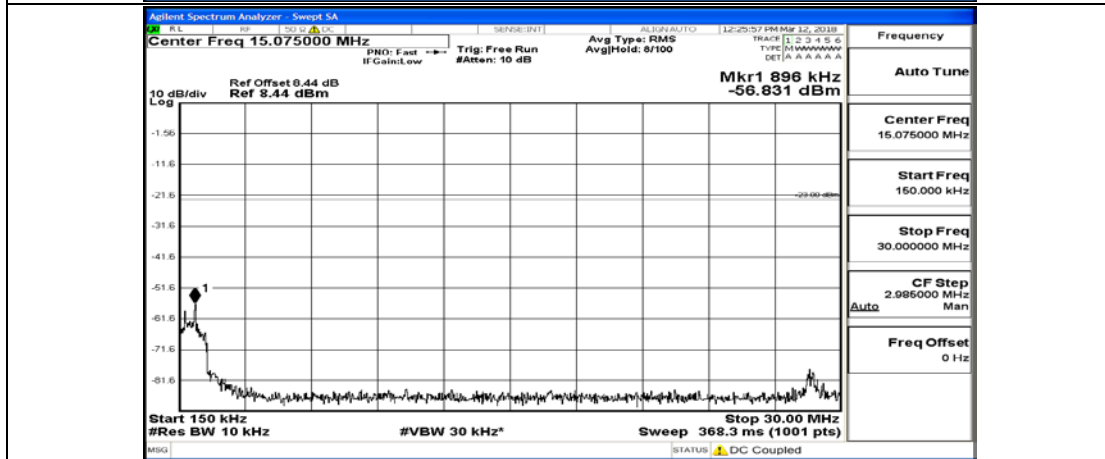 Agilent Spectrum Analyzer - Swept SA
RL RF 50 Ω DC SENSE:INT ALIGN AUTO 12:25:57 PM Mar 12, 2018
Center Freq 15.075000 MHz
PNO: Fast
IFGain:Low
Trig: Free Run
#Atten: 10 dB
Avg Type: RMS
Avg|Hold: 8/100
TRACE 1 2 3 4 5 6
TYPE M W W W W W
DET A A A A A A
Mkr1 896 kHz
-56.831 dBm
Ref Offset 8.44 dB
10 dB/div Ref 8.44 dBm
Log
-1.56
-11.6
-21.6
-23.00 dBm
-31.6
-41.6
-51.6
1
-61.6
-71.6
-81.6
Start 150 kHz Stop 30.00 MHz
#Res BW 10 kHz #VBW 30 kHz* Sweep 368.3 ms (1001 pts)
MSG STATUS DC Coupled
Frequency
Auto Tune
Center Freq
15.075000 MHz
Start Freq
150.000 kHz
Stop Freq
30.000000 MHz
CF Step
2.985000 MHz
Auto Man
Freq Offset
0 Hz